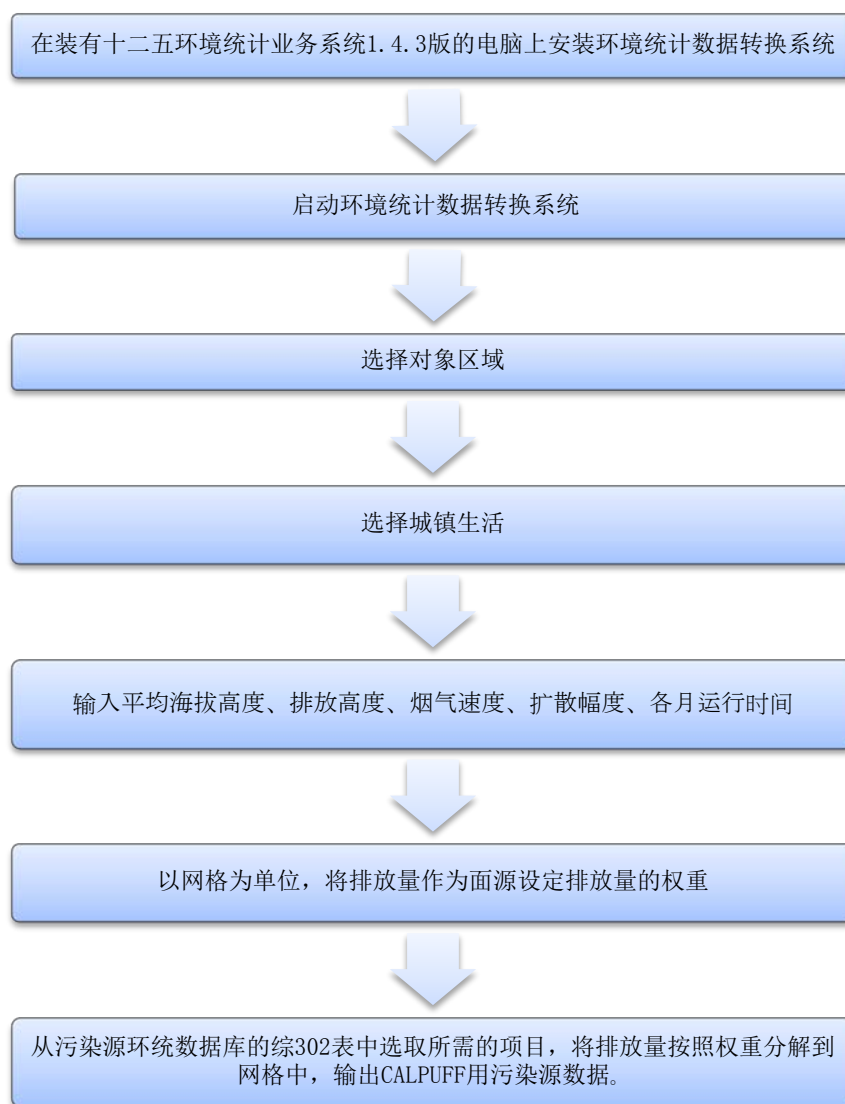 在装有十二五环境统计业务系统1.4.3版的电脑上安装环境统计数据转换系统
启动环境统计数据转换系统
选择对象区域
选择城镇生活
输入平均海拔高度、排放高度、烟气速度、扩散幅度、各月运行时间
以网格为单位，将排放量作为面源设定排放量的权重
从污染源环统数据库的综302表中选取所需的项目，将排放量按照权重分解到
网格中，输出CALPUFF用污染源数据。